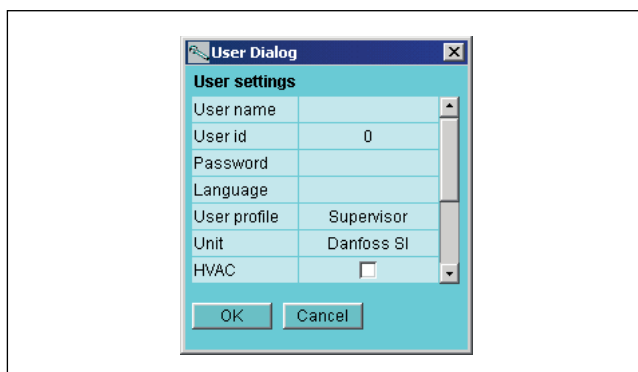 User Dialog
User settings
User name
User id 0
Password
Language
User profile Supervisor
Unit Danfoss SI
HVAC
OK Cancel